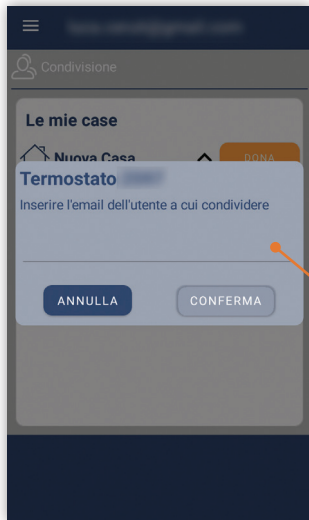 Condivisione
Le mie case
Nuova Casa
DONA
Termostato
Inserire l'email dell'utente a cui condividere
ANNULLA
CONFERMA